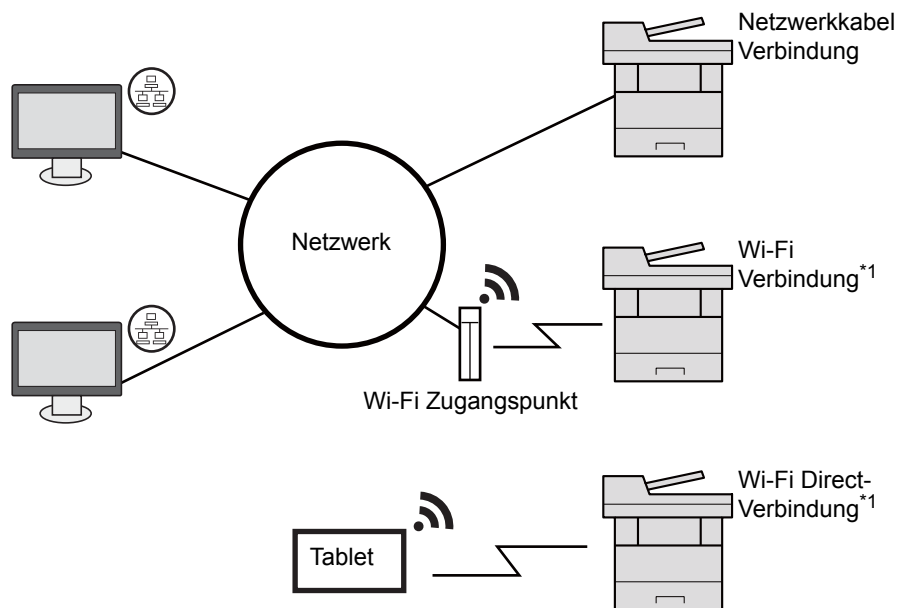 Netzwerkkabel
Verbindung
Netzwerk
Wi-Fi
Verbindung*1
Wi-Fi Zugangspunkt
Wi-Fi Direct-
Verbindung*1
Tablet